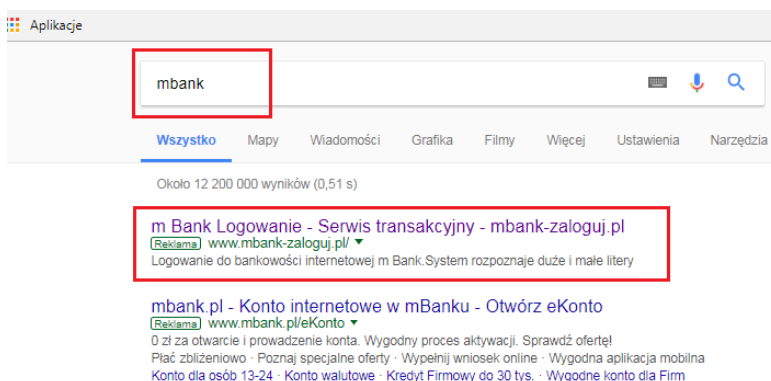 Aplikacje
mbank
Wszystko Mapy Wiadomości Grafika Filmy Więcej Ustawienia Narzędzia
Około 12 200 000 wyników (0,51 s)
m Bank Logowanie - Serwis transakcyjny - mbank-zaloguj.pl
Reklama www.mbank-zaloguj.pl/
Logowanie do bankowości internetowej m Bank.System rozpoznaje duże i małe litery
mbank.pl - Konto internetowe w mBanku - Otwórz eKonto
Reklama www.mbank.pl/eKonto
0 zł za otwarcie i prowadzenie konta. Wygodny proces aktywacji. Sprawdź ofertę!
Płać zbliżeniowo · Poznaj specjalne oferty · Wypełnij wniosek online · Wygodna aplikacja mobilna
Konto dla osób 13-24 · Konto walutowe · Kredyt Firmowy do 30 tys. · Wygodne konto dla Firm